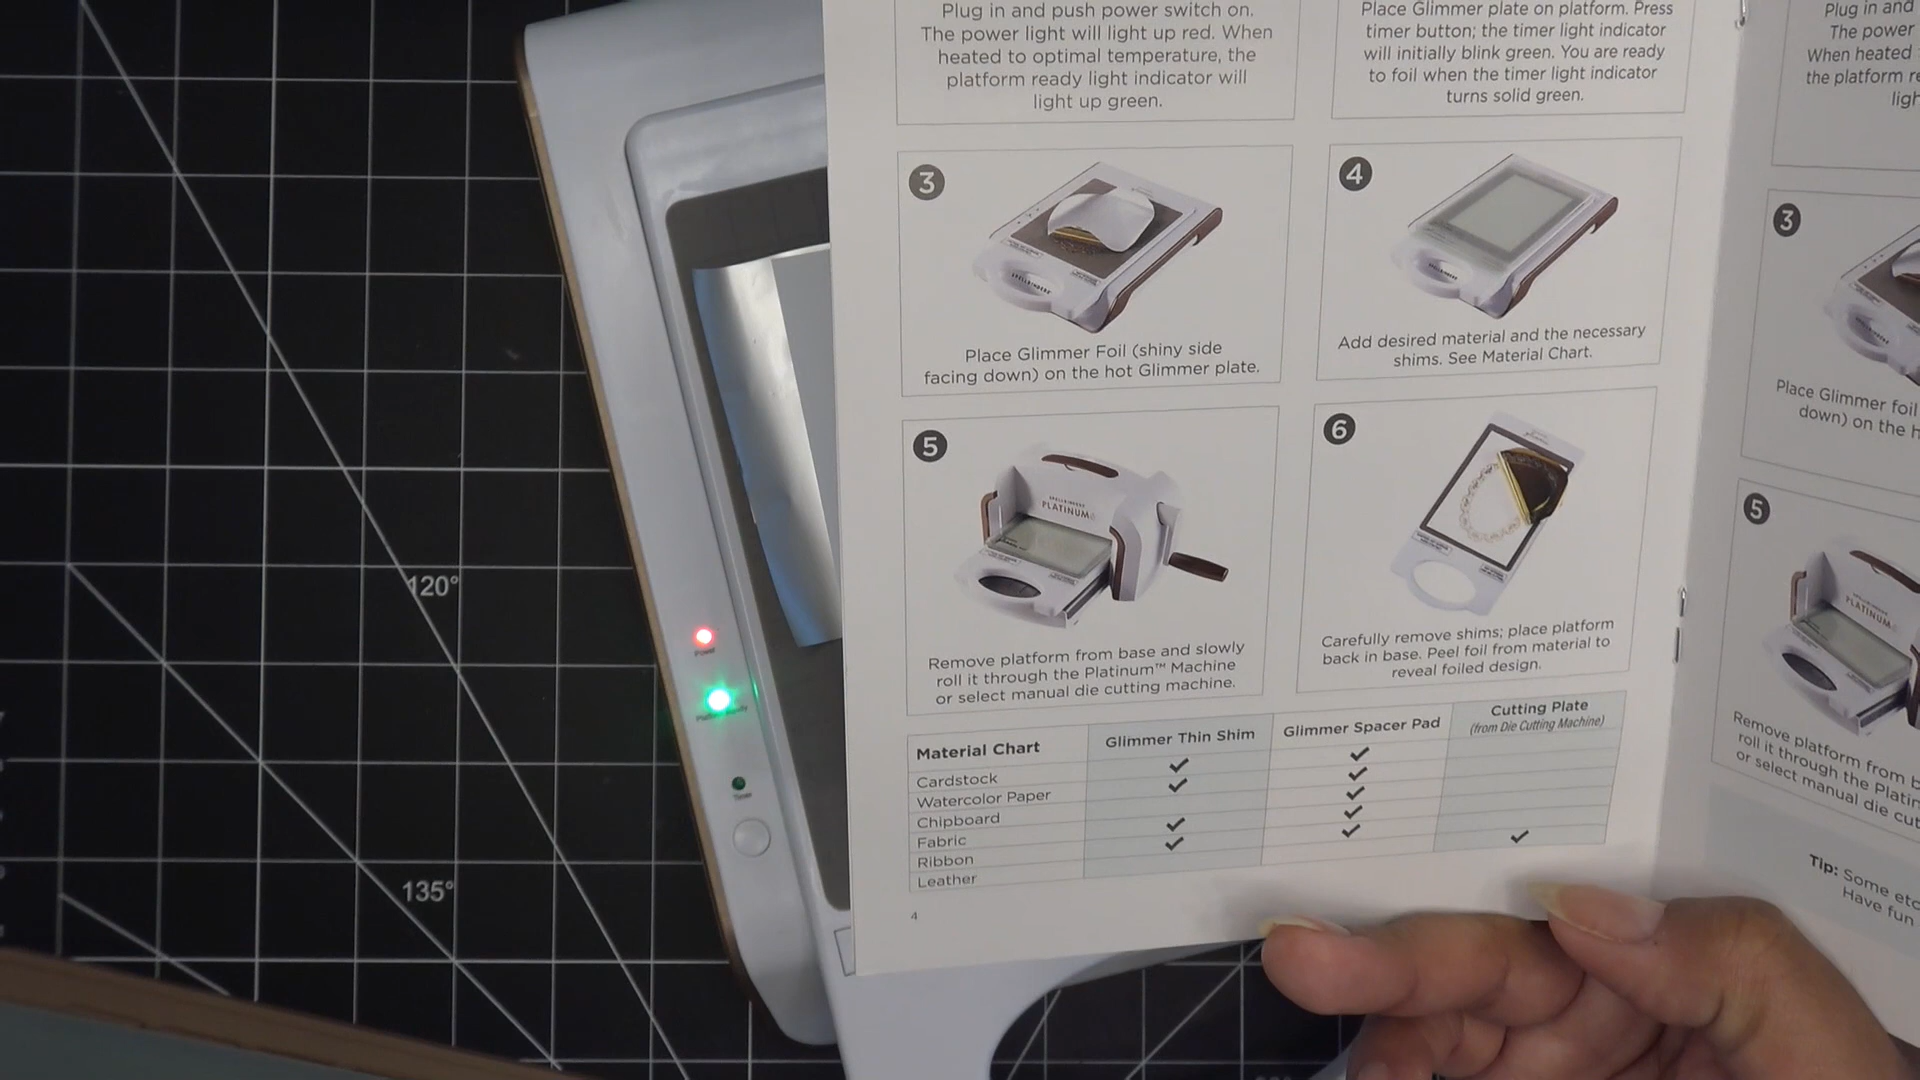 Plug in and push power switch on.
The power light will light up red. When
heated to optimal temperature, the
platform ready light indicator will
light up green.
Place Glimmer plate on platform. Press
timer button; the timer light indicator
will initially blink green. You are ready
to foil when the timer light indicator
turns solid green.
3
Place Glimmer Foil (shiny side
facing down) on the hot Glimmer plate.
4
Add desired material and the necessary
shims. See Material Chart.
5
SPELLBINDERS
PLATINUM 6
Remove platform from base and slowly
roll it through the Platinum™ Machine
or select manual die cutting machine.
6
Carefully remove shims; place platform
back in base. Peel foil from material to
reveal foiled design.
Material Chart
Glimmer Thin Shim
Glimmer Spacer Pad
Cutting Plate
(from Die Cutting Machine)
Cardstock ✓ ✓
Watercolor Paper ✓ ✓
Chipboard ✓
Fabric ✓ ✓
Ribbon ✓ ✓
Leather ✓
4
Plug in and
The power
When heated
the platform
3
Place Glimmer foil
down) on the
5
PLATINUM
Remove platform from
roll it through the
or select manual die
Tip: Some
Have fun
Power
Platform Ready
Timer
120°
135°